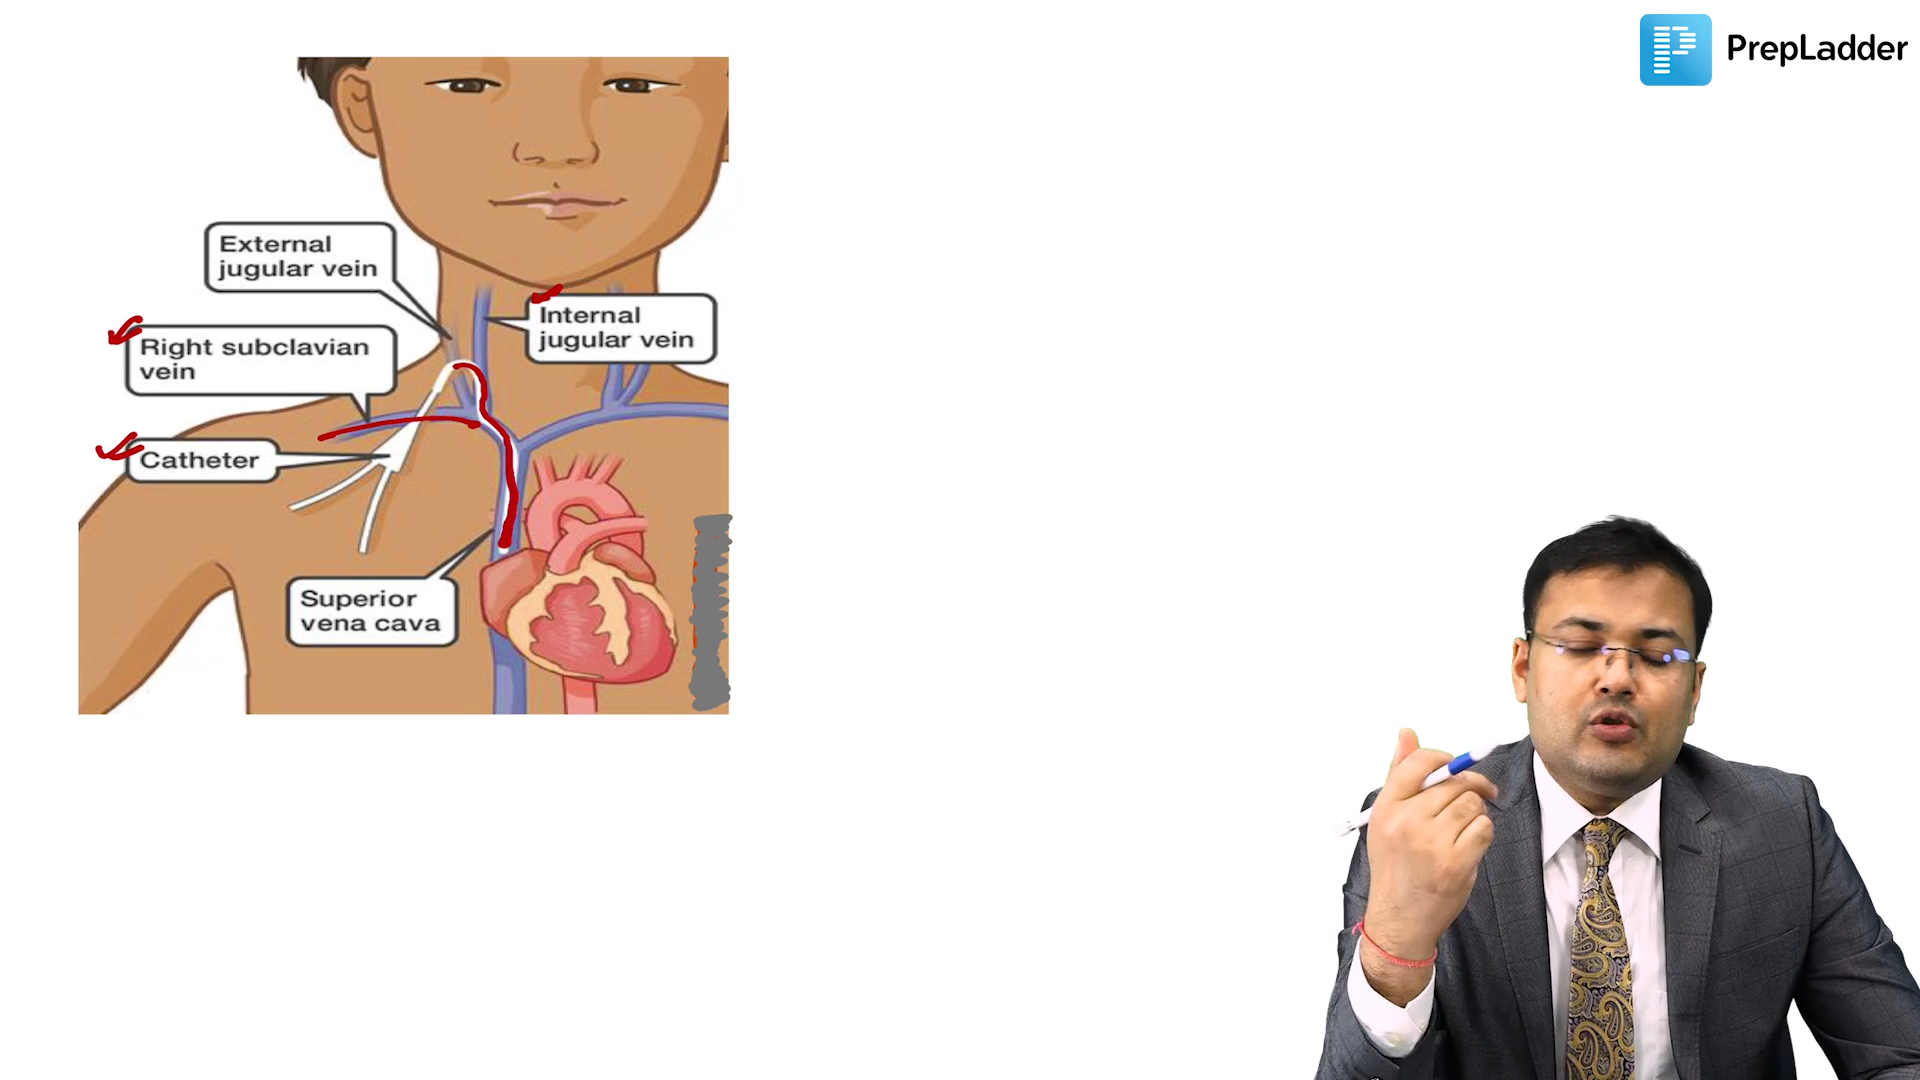 PrepLadder
External
jugular vein
Internal
jugular vein
Right subclavian
vein
Catheter
Superior
vena cava